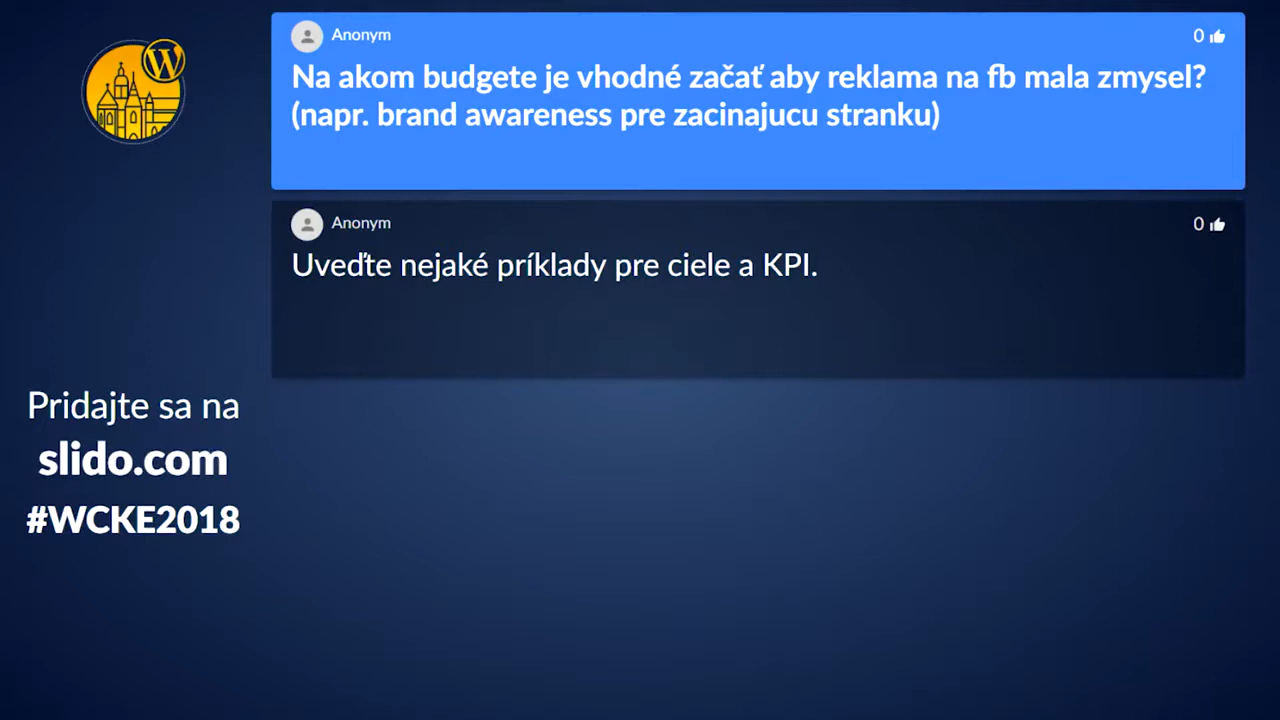 Anonym
0
Na akom budgete je vhodné začať aby reklama na fb mala zmysel?
(napr. brand awareness pre zacinajucu stranku)
Anonym
0
Uveďte nejaké príklady pre ciele a KPI.
Pridajte sa na
slido.com
#WCKE2018
W